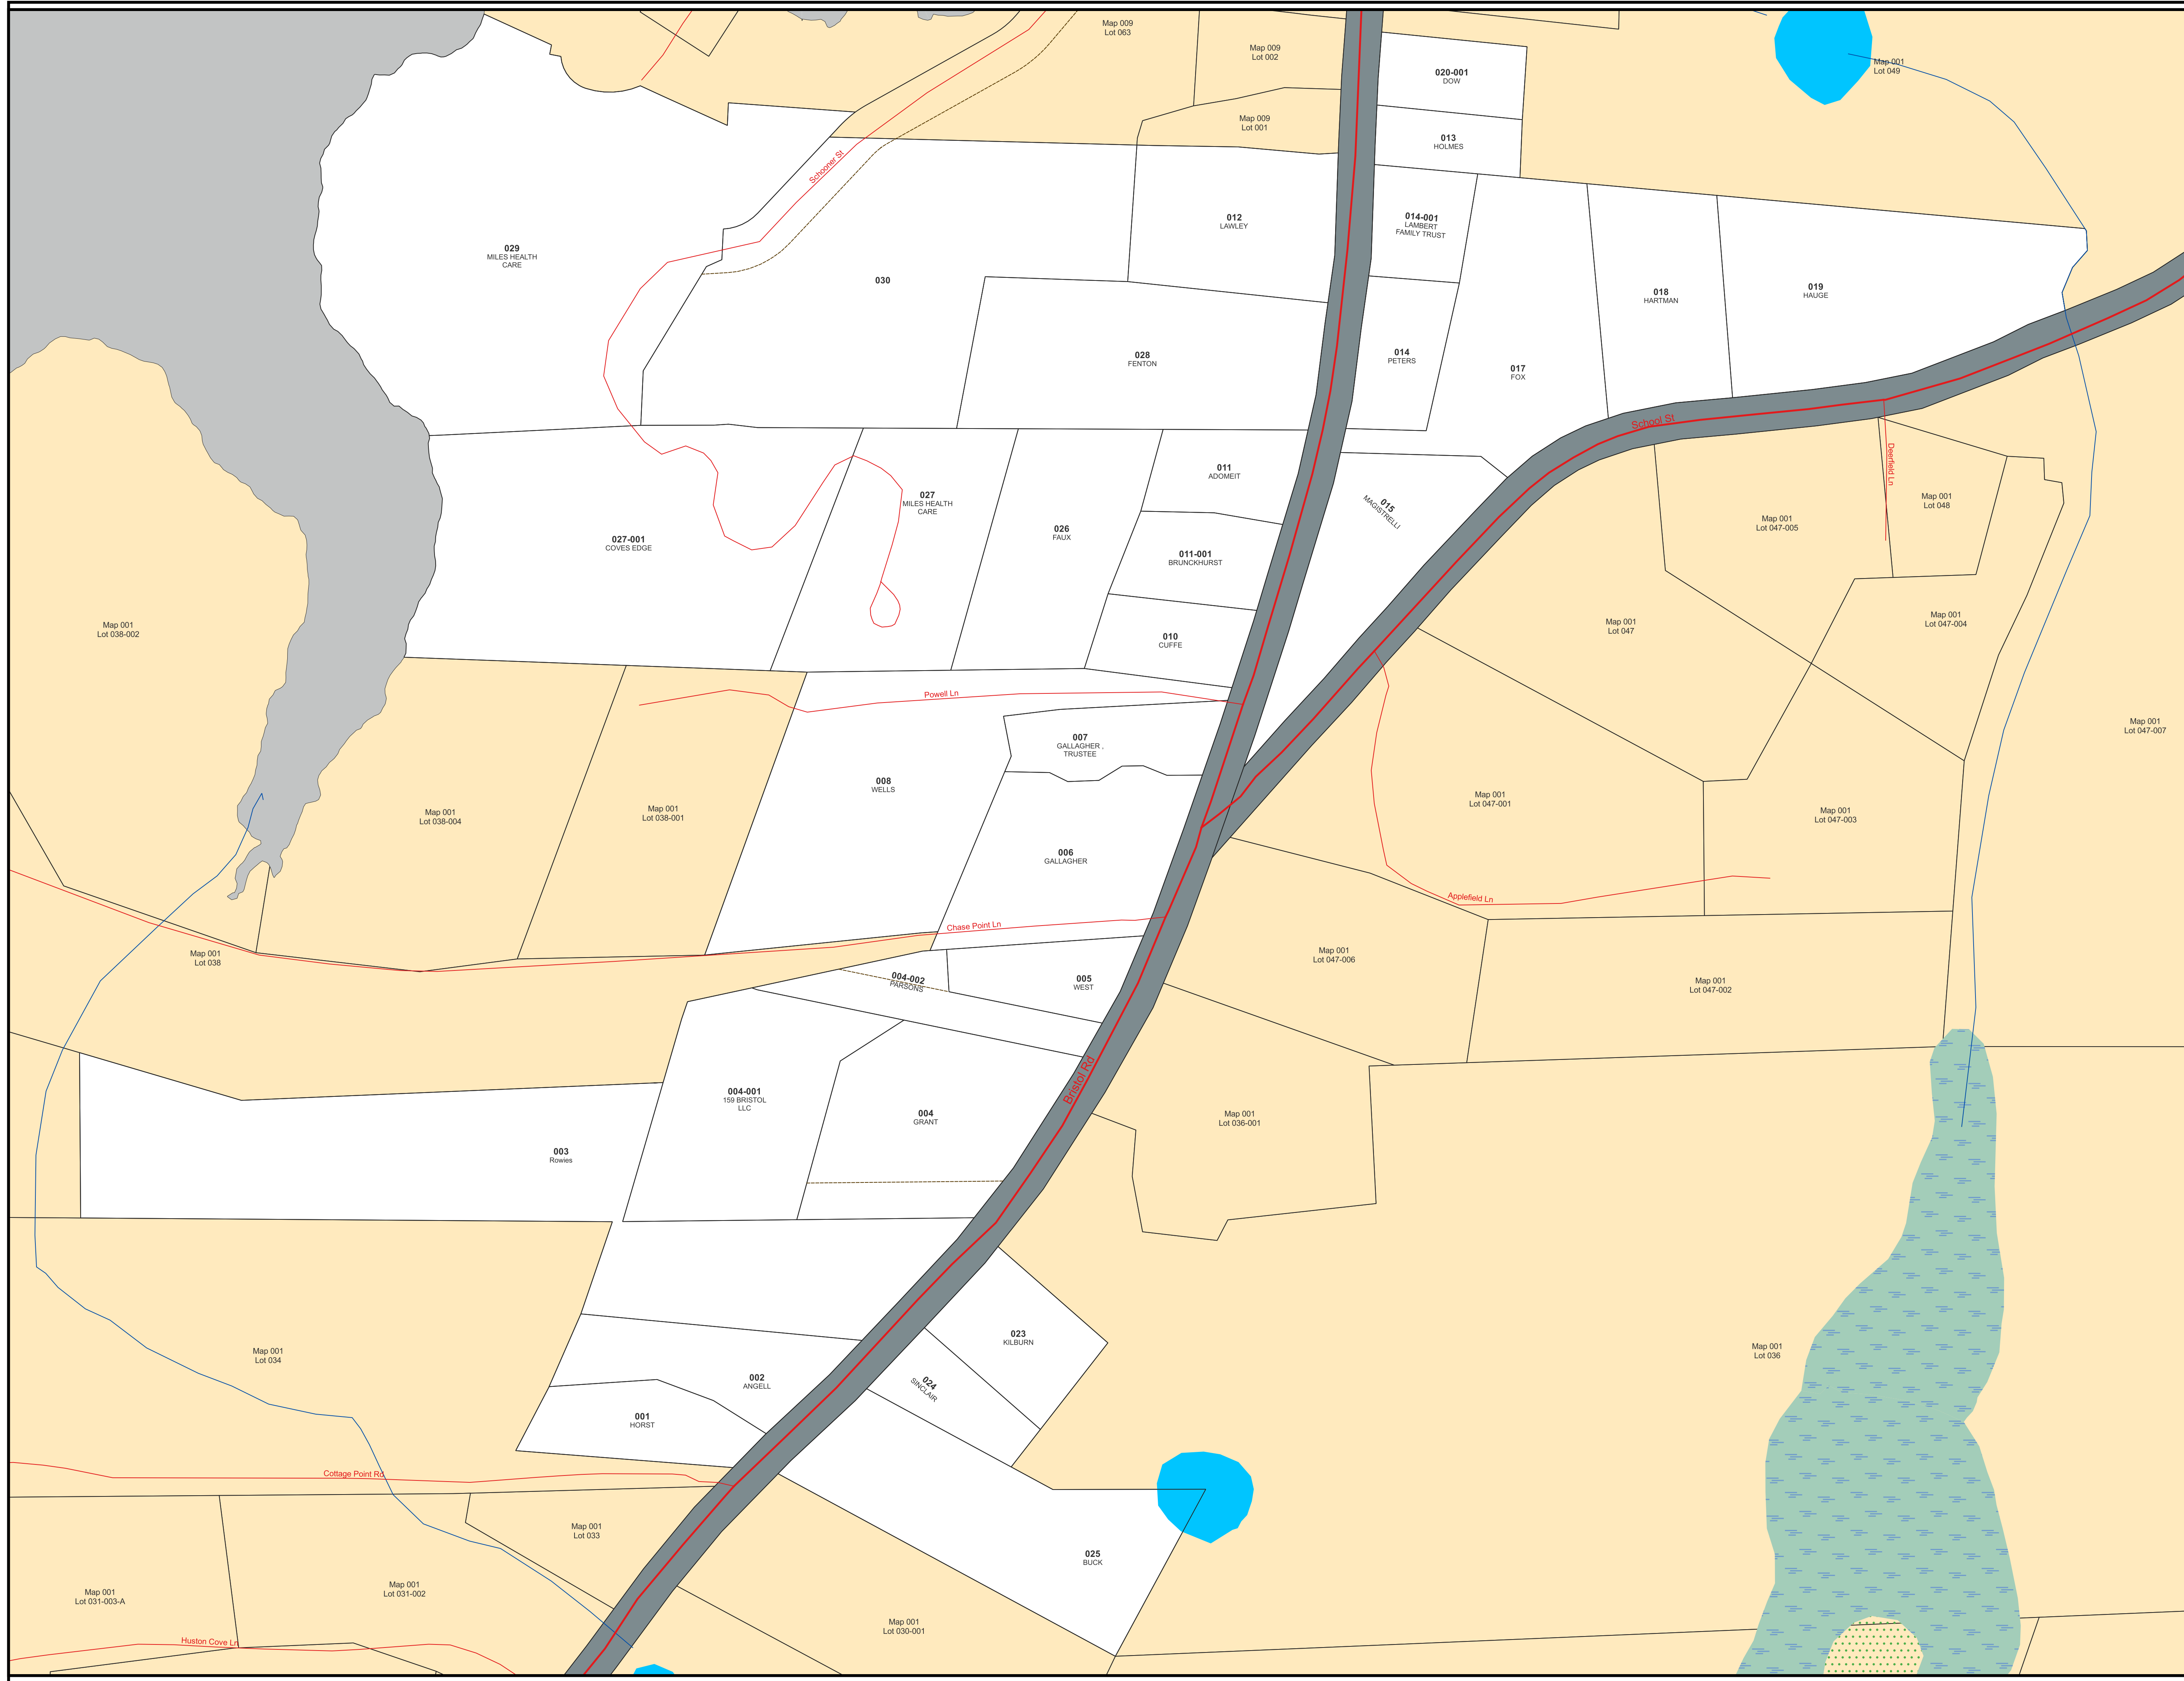 Map 009
Lot 063
Map 009
Lot 002
Map 001
Lot 049
020-001
DOW
Map 009
Lot 001
013
HOLMES
Schooner St
012
LAWLEY
014-001
LAMBERT
FAMILY TRUST
029
MILES HEALTH
CARE
030
018
HARTMAN
019
HAUGE
028
FENTON
014
PETERS
017
FOX
School St
Deerfield Ln
011
ADOMEIT
027
MILES HEALTH
CARE
015
MAGISTRELLI
Map 001
Lot 048
Map 001
Lot 047-005
026
FAUX
027-001
COVES EDGE
011-001
BRUNCKHURST
Map 001
Lot 038-002
010
CUFFE
Map 001
Lot 047
Map 001
Lot 047-004
Powell Ln
Map 001
Lot 047-007
007
GALLAGHER ,
TRUSTEE
008
WELLS
Map 001
Lot 038-004
Map 001
Lot 038-001
Map 001
Lot 047-001
Map 001
Lot 047-003
006
GALLAGHER
Applefield Ln
Chase Point Ln
Map 001
Lot 038
Map 001
Lot 047-006
004-002
PARSONS
005
WEST
Map 001
Lot 047-002
Bristol Rd
004-001
159 BRISTOL
LLC
004
GRANT
Map 001
Lot 036-001
003
Rowies
023
KILBURN
Map 001
Lot 036
Map 001
Lot 034
002
ANGELL
024
SINCLAIR
001
HORST
Cottage Point Rd
Map 001
Lot 033
025
BUCK
Map 001
Lot 031-003-A
Map 001
Lot 031-002
Map 001
Lot 030-001
Huston Cove Ln